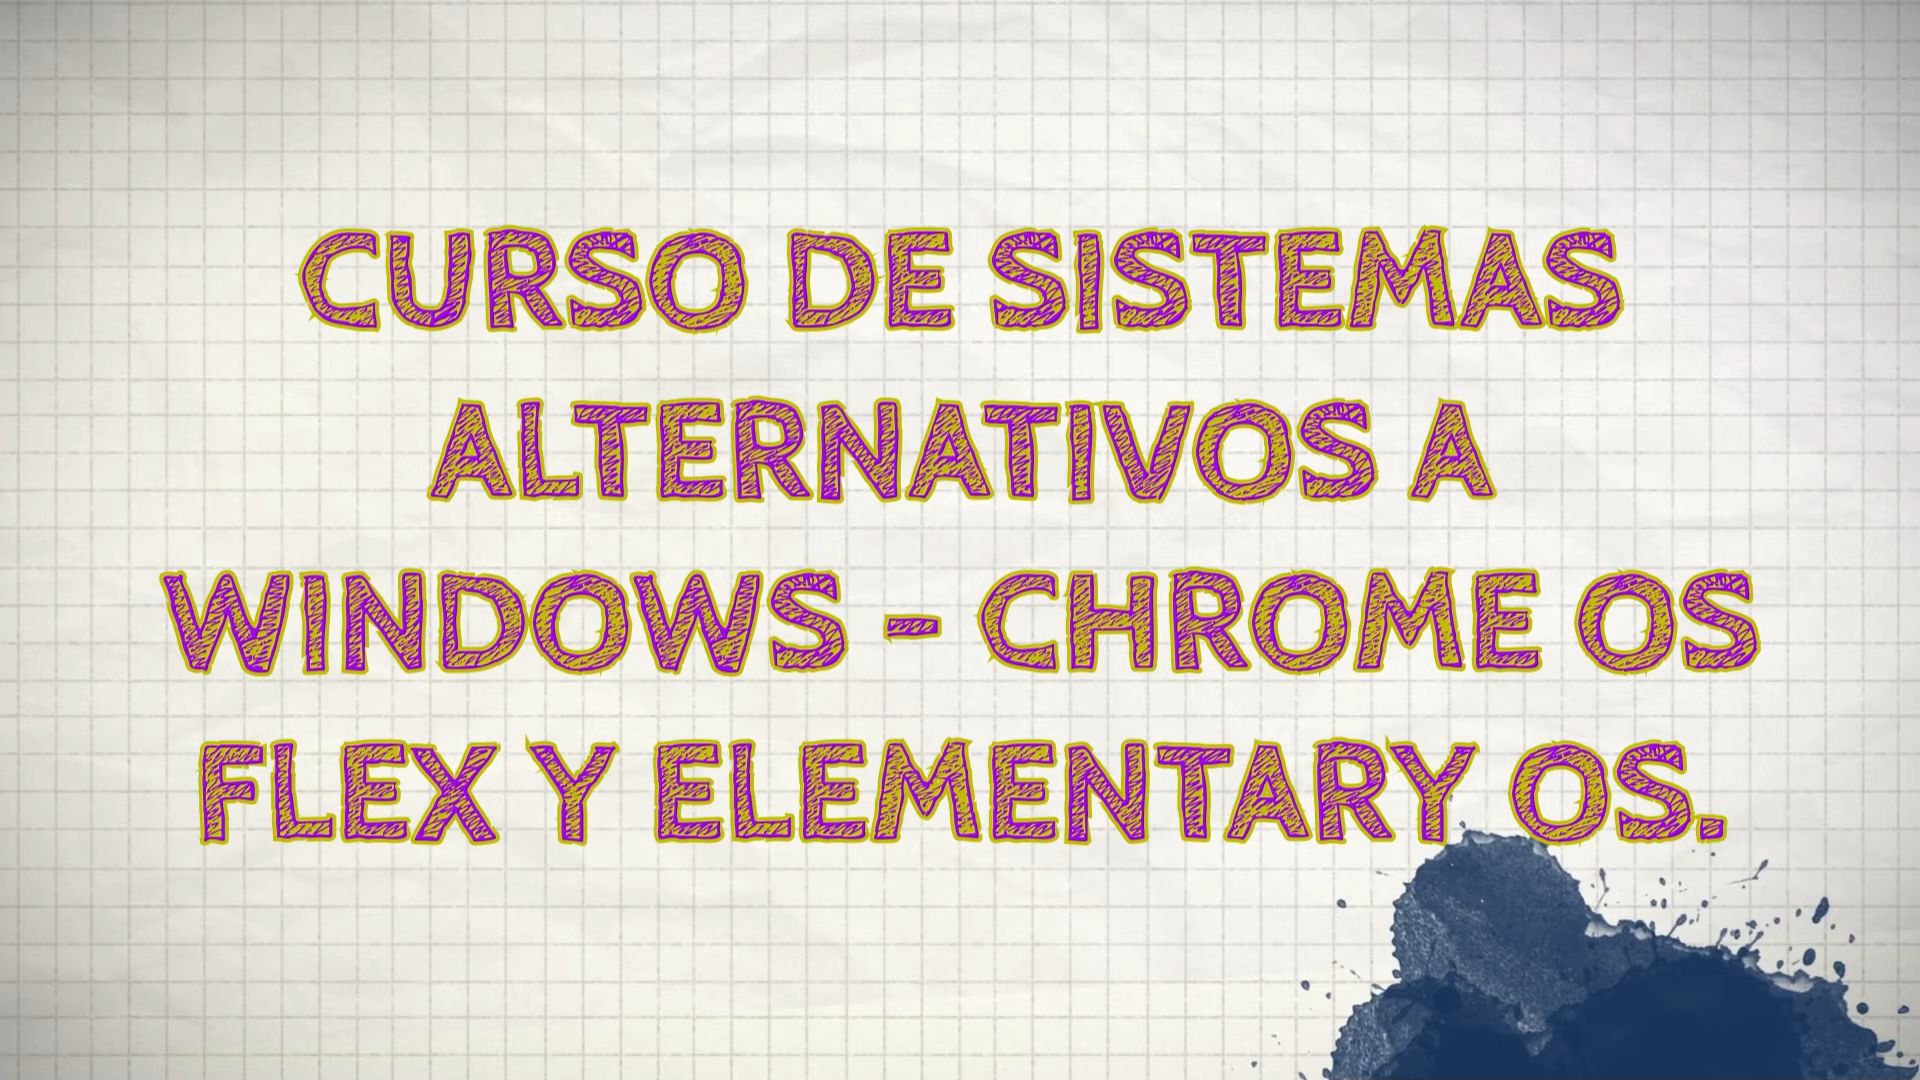 CURSO DE SISTEMAS
ALTERNATIVOS A
WINDOWS - CHROME OS
FLEX Y ELEMENTARY OS.